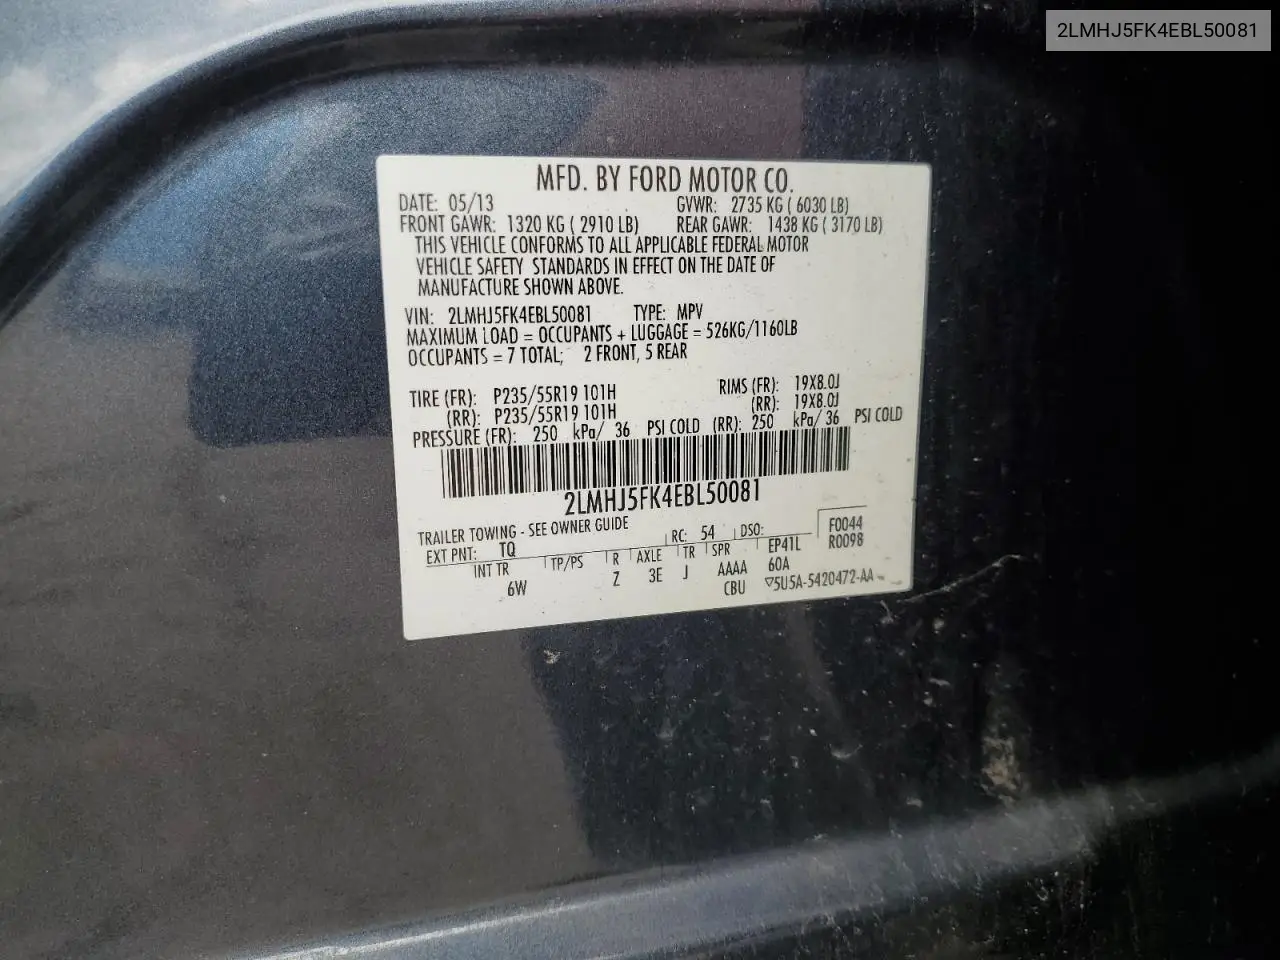 2LMHJ5FK4EBL50081
MFD. BY FORD MOTOR CO.
DATE: 05/13 GVWR: 2735 KG ( 6030 LB)
FRONT GAWR: 1320 KG ( 2910 LB) REAR GAWR: 1438 KG ( 3170 LB)
THIS VEHICLE CONFORMS TO ALL APPLICABLE FEDERAL MOTOR
VEHICLE SAFETY STANDARDS IN EFFECT ON THE DATE OF
MANUFACTURE SHOWN ABOVE.
VIN: 2LMHJ5FK4EBL50081 TYPE: MPV
MAXIMUM LOAD = OCCUPANTS + LUGGAGE = 526KG/1160LB
OCCUPANTS = 7 TOTAL; 2 FRONT, 5 REAR
TIRE (FR): P235/55R19 101H RIMS (FR): 19X8.0J
(RR): P235/55R19 101H (RR): 19X8.0J
PRESSURE (FR): 250 kPa/ 36 PSI COLD (RR): 250 kPa/ 36 PSI COLD
2LMHJ5FK4EBL50081
TRAILER TOWING - SEE OWNER GUIDE
EXT PNT: TQ RC: 54 DSO: F0044
INT TR TP/PS R AXLE TR SPR EP41L R0098
6W Z 3E J AAAA 60A
CBU ▽5U5A-5420472-AA